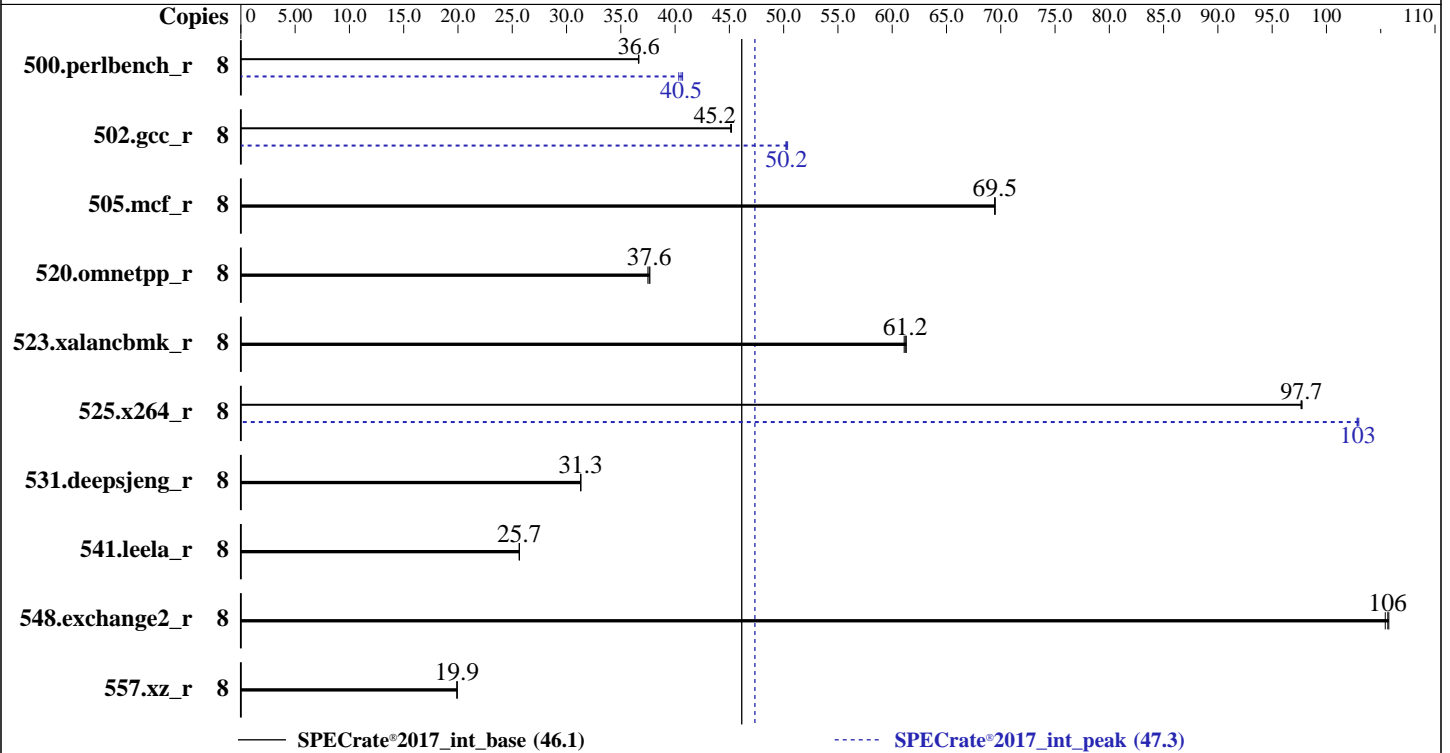 Copies 0 5.00 10.0 15.0 20.0 25.0 30.0 35.0 40.0 45.0 50.0 55.0 60.0 65.0 70.0 75.0 80.0 85.0 90.0 95.0 100 110
36.6
500.perlbench_r 8
40.5
45.2
502.gcc_r 8
50.2
69.5
505.mcf_r 8
37.6
520.omnetpp_r 8
61.2
523.xalancbmk_r 8
97.7
525.x264_r 8
103
31.3
531.deepsjeng_r 8
25.7
541.leela_r 8
106
548.exchange2_r 8
19.9
557.xz_r 8
SPECrate®2017_int_base (46.1) SPECrate®2017_int_peak (47.3)